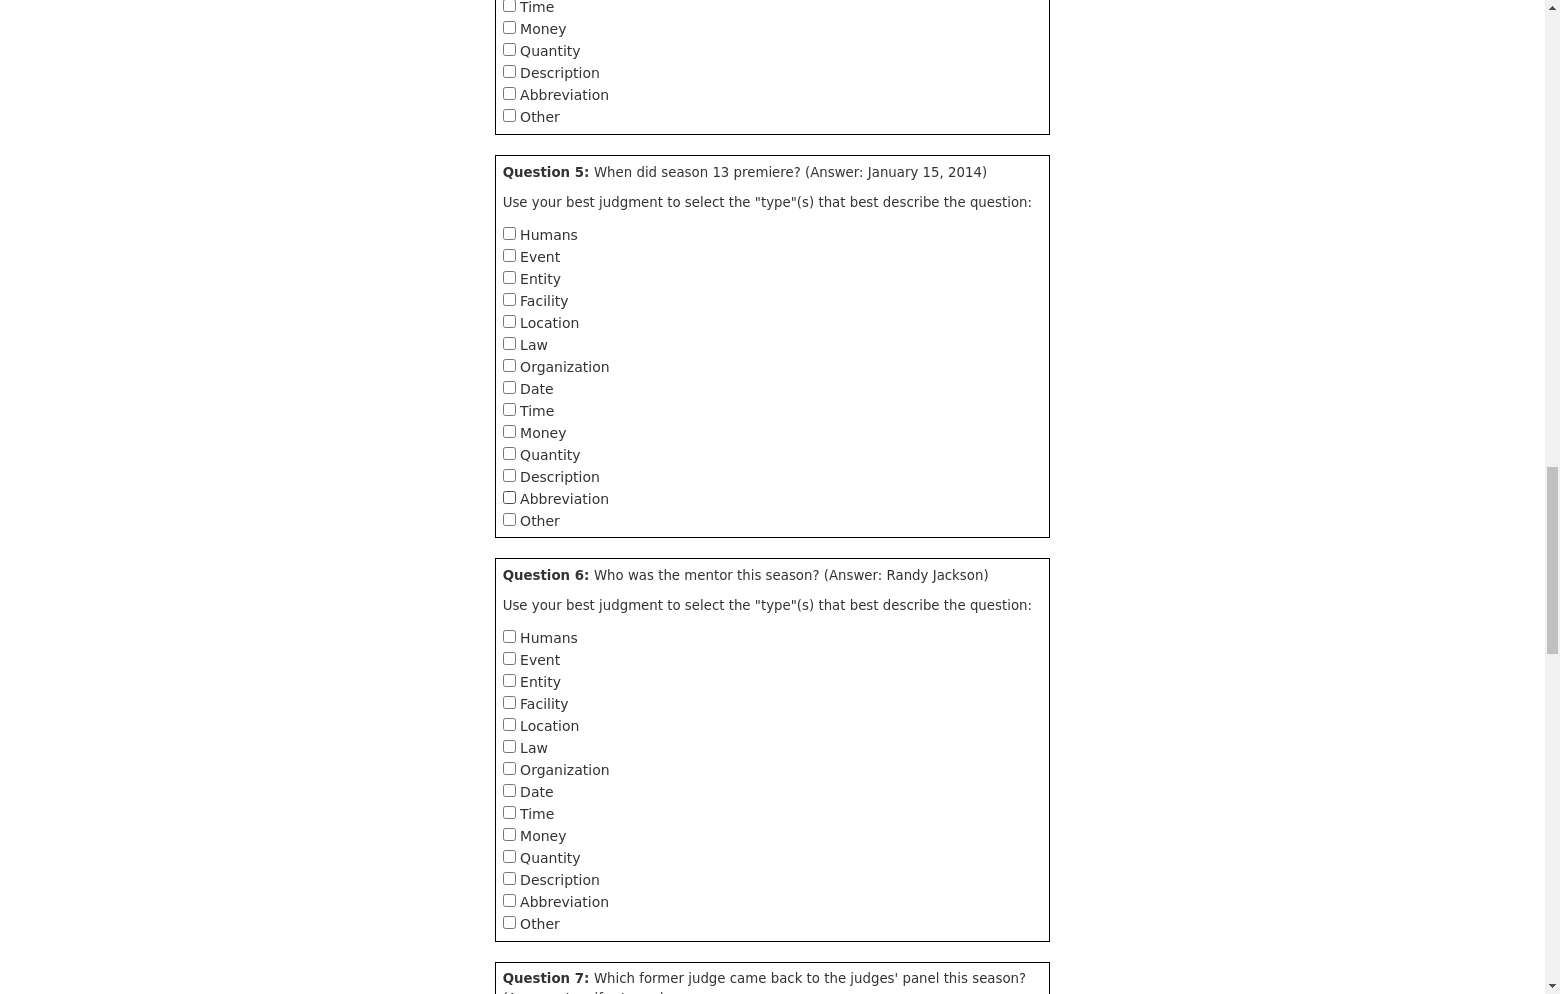 Time
Money
Quantity
Description
Abbreviation
Other
Question 5: When did season 13 premiere? (Answer: January 15, 2014)
Use your best judgment to select the "type"(s) that best describe the question:
Humans
Event
Entity
Facility
Location
Law
Organization
Date
Time
Money
Quantity
Description
Abbreviation
Other
Question 6: Who was the mentor this season? (Answer: Randy Jackson)
Use your best judgment to select the "type"(s) that best describe the question:
Humans
Event
Entity
Facility
Location
Law
Organization
Date
Time
Money
Quantity
Description
Abbreviation
Other
Question 7: Which former judge came back to the judges' panel this season?